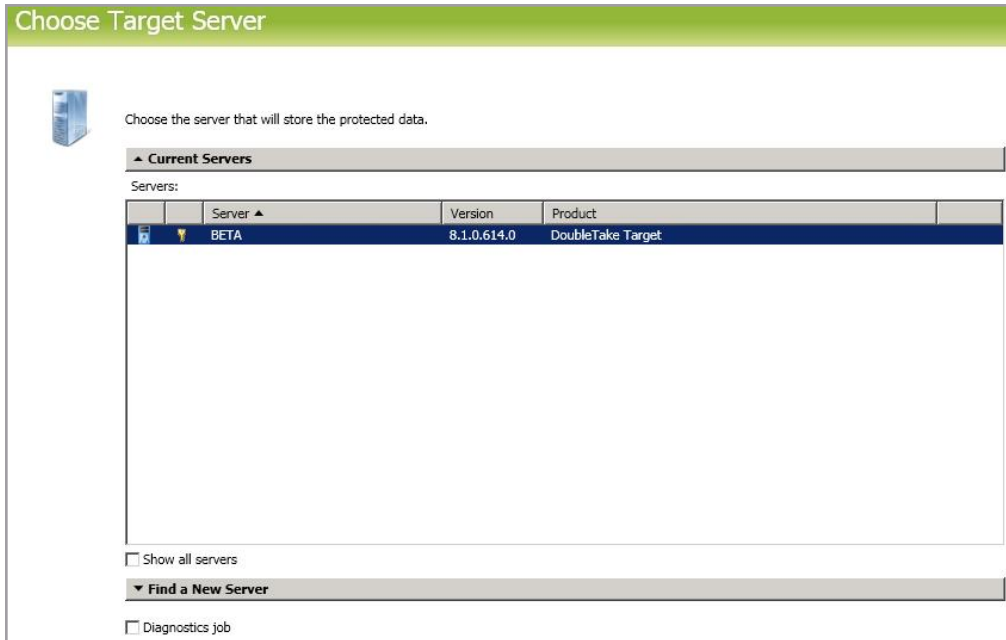 Choose Target Server
Choose the server that will store the protected data.
Current Servers
Servers:
Server Version Product
BETA 8.1.0.614.0 DoubleTake Target
Show all servers
Find a New Server
Diagnostics job